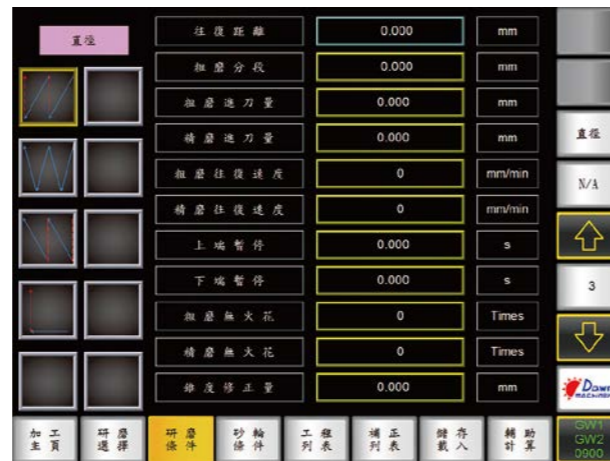 直徑
往復距離 0.000 mm
粗磨分段 0.000 mm
粗磨進刀量 0.000 mm
精磨進刀量 0.000 mm
粗磨往復速度 0 mm/min
精磨往復速度 0 mm/min
上端暫停 0.000 s
下端暫停 0.000 s
粗磨無火花 0 Times
精磨無火花 0 Times
錐度修正量 0.000 mm
直徑
N/A
3
Dawn
MACHINERY
加工主頁
研磨選擇
研磨條件
砂輪條件
工程列表
補正列表
儲存載入
輔助計算
GW1
GW2
0900